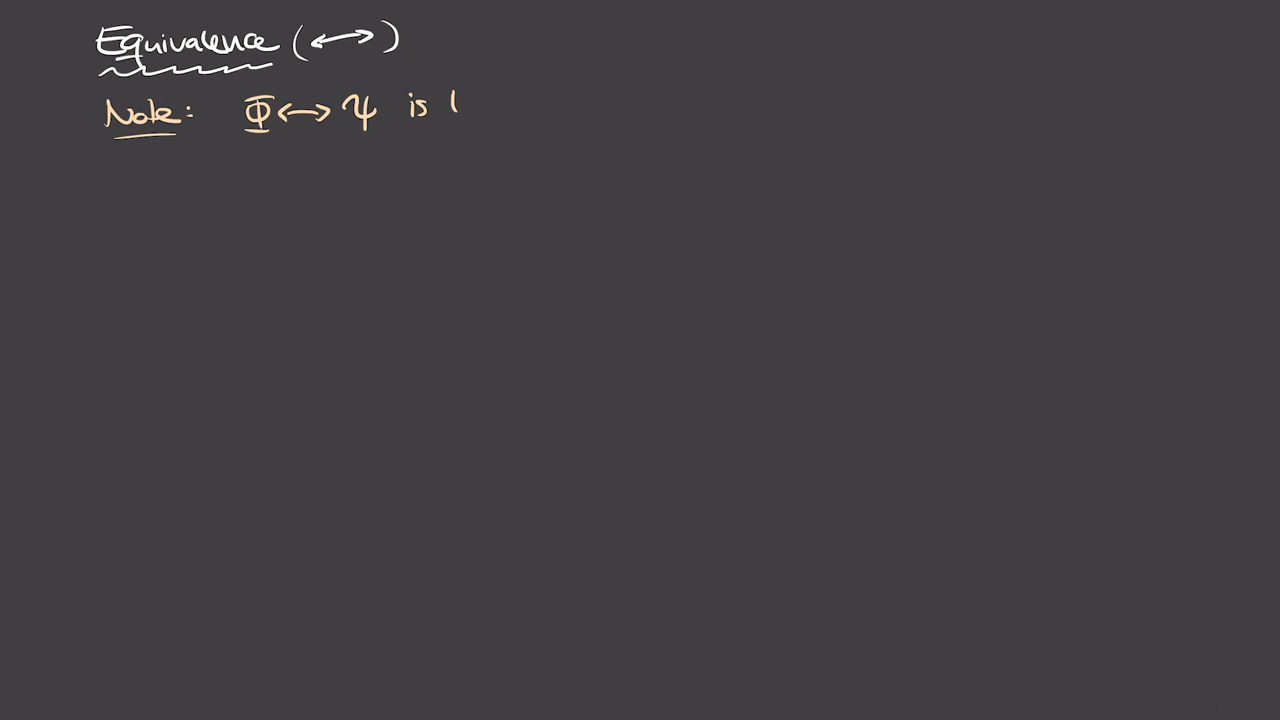 Equivalence (⟷)
Note: Φ ⟷ Ψ is